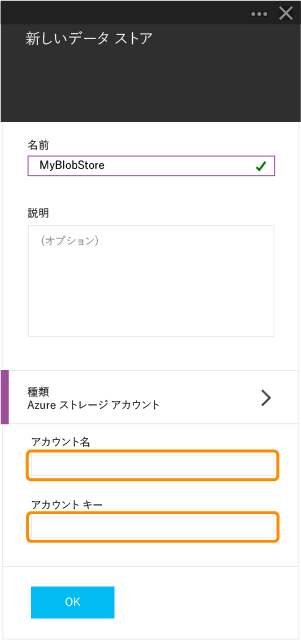 新しいデータ ストア
名前
MyBlobStore
説明
(オプション)
種類
Azure ストレージ アカウント
アカウント名
アカウント キー
OK